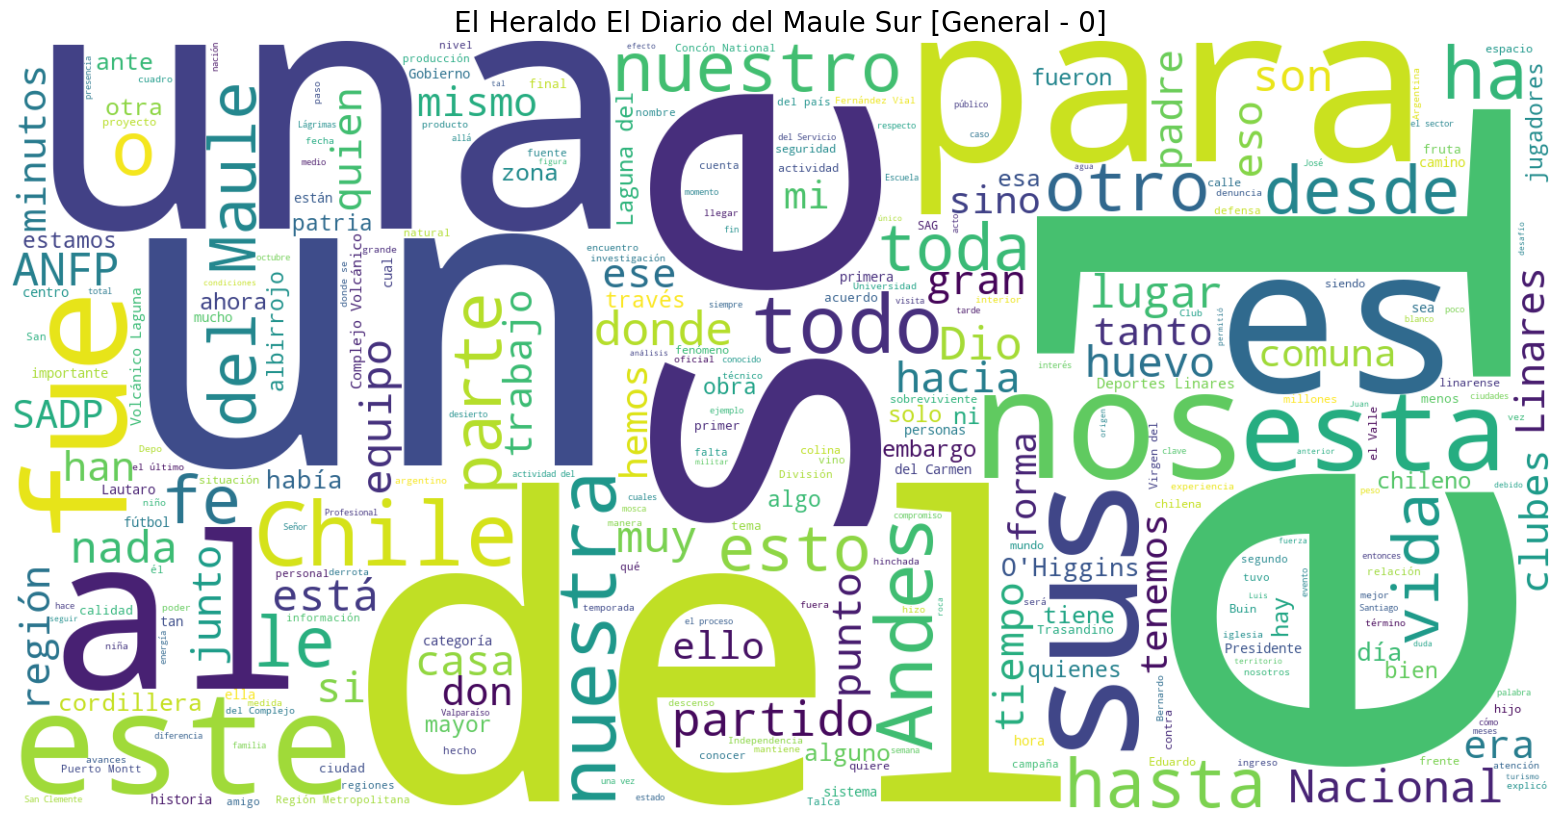 El Heraldo El Diario del Maule Sur [General - 0]
una
para
un
se
El
es
del
al
nos
sus
este
esta
fue
Chile
todo
toda
nuestro
nuestra
otro
desde
ha
son
mismo
del Maule
o
quien
ante
otra
minutos
ANFP
SADP
han
fe
había
parte
trabajo
equipo
donde
ese
hemos
muy
esto
Andes
hasta
Nacional
era
vida
clubes Linares
comuna
lugar
tanto
huevo
hacia
gran
Dio
sino
mi
padre
eso
fueron
jugadores
Laguna del
zona
patria
estamos
ahora
albirrojo
Complejo Volcánico
Volcánico Laguna
través
obra
solo
ni
embargo
del Carmen
forma
tenemos
O'Higgins
tiempo
tiene
quienes
Trasandino
partido
ello
punto
casa
don
mayor
si
le
está
junto
nada
región
cordillera
alguno
algo
día
bien
hay
chileno
Deportes Linares
linarense
Virgen del
el Valle
Concón National
Fernández Vial
del país
del Servicio
seguridad
actividad
Gobierno
producción
nivel
final
producto
nombre
fuente
figura
Lágrimas
fecha
medio
proyecto
cuadro
presencia
nación
paso
tal
allá
efecto
están
natural
octubre
condiciones
mucho
centro
total
San
importante
cual
grande
donde se
encuentro
investigación
cuenta
momento
llegar
fin
siempre
respecto
Escuela
único
público
caso
SAG
acto
esa
agua
calle
denuncia
defensa
José
camino
fruta
el sector
Argentina
espacio
desafío
siendo
sea
blanco
poco
Club
permitió
interés
primera
acuerdo
Universidad
visita
interior
tarde
análisis
fenómeno
oficial
conocido
técnico
ejemplo
primer
falta
militar
División
colina
vino
sobreviviente
personas
millones
menos
Juan
ciudades
vez
origen
clave
anterior
experiencia
chilena
debido
peso
Depo
el último
Lautaro
situación
niño
fútbol
argentino
desierto
actividad del
Señor
Profesional
él
personal
derrota
hace
seguir
calidad
poder
tan
información
niña
energía
ella
medida
del Complejo
diferencia
familia
avances
Puerto Montt
San Clemente
historia
amigo
ciudad
regiones
Región Metropolitana
categoría
Valparaíso
hecho
temporada
una vez
estado
qué
cuales
mosca
manera
tema
el proceso
descenso
Independencia
mantiene
conocer
fuera
hinchada
compromiso
hizo
roca
semana
quiere
sistema
Talca
mundo
será
hora
campaña
Bernardo
contra
Eduardo
ingreso
segundo
fuerza
tuvo
Luis
evento
Buin
iglesia
Presidente
territorio
nosotros
entonces
relación
mejor
Santiago
término
duda
palabra
hijo
cómo
meses
frente
atención
turismo
explicó